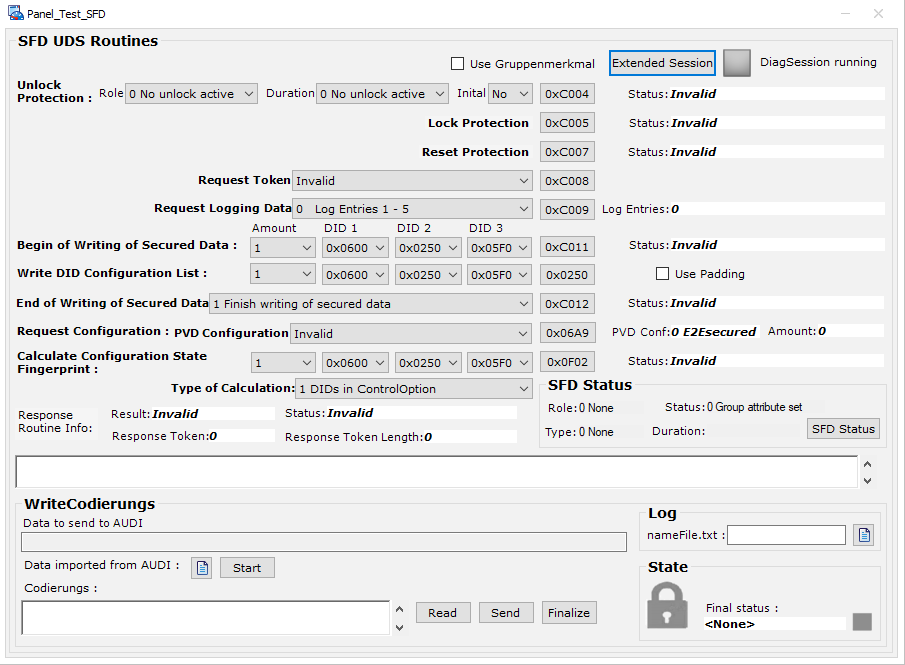 Panel_Test_SFD
SFD UDS Routines
Use Gruppenmerkmal Extended Session DiagSession running
Unlock
Protection : Role 0 No unlock active Duration 0 No unlock active Inital No 0xC004 Status: Invalid
Lock Protection 0xC005 Status: Invalid
Reset Protection 0xC007 Status: Invalid
Request Token Invalid 0xC008
Request Logging Data 0 Log Entries 1 - 5 0xC009 Log Entries: 0
Amount DID 1 DID 2 DID 3
Begin of Writing of Secured Data : 1 0x0600 0x0250 0x05F0 0xC011 Status: Invalid
Write DID Configuration List : 1 0x0600 0x0250 0x05F0 0x0250 Use Padding
End of Writing of Secured Data 1 Finish writing of secured data 0xC012 Status: Invalid
Request Configuration : PVD Configuration Invalid 0x06A9 PVD Conf: 0 E2Esecured Amount: 0
Calculate Configuration State
Fingerprint : 1 0x0600 0x0250 0x05F0 0x0F02 Status: Invalid
Type of Calculation: 1 DIDs in ControlOption
SFD Status
Role: 0 None Status: 0 Group attribute set
Type: 0 None Duration: SFD Status
Response
Routine Info:
Result: Invalid Status: Invalid
Response Token: 0 Response Token Length: 0
WriteCodierungs
Data to send to AUDI
Data imported from AUDI : Start
Codierungs :
Read Send Finalize
Log
nameFile.txt :
State
Final status :
<None>